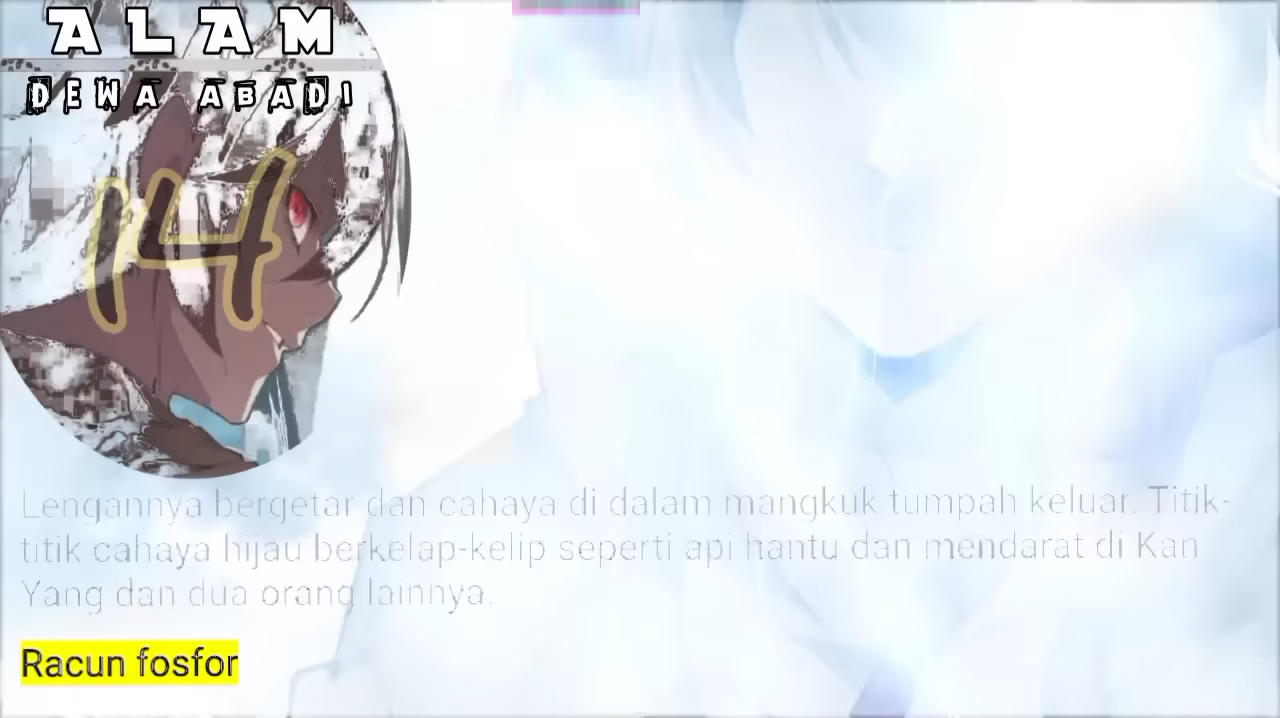 ALAM
DEWA ABADI
14
Lengannya bergetar dan cahaya di dalam mangkuk tumpah keluar. Titik-
titik cahaya hijau berkelap-kelip seperti api hantu dan mendarat di Kan
Yang dan dua orang lainnya.
Racun fosfor